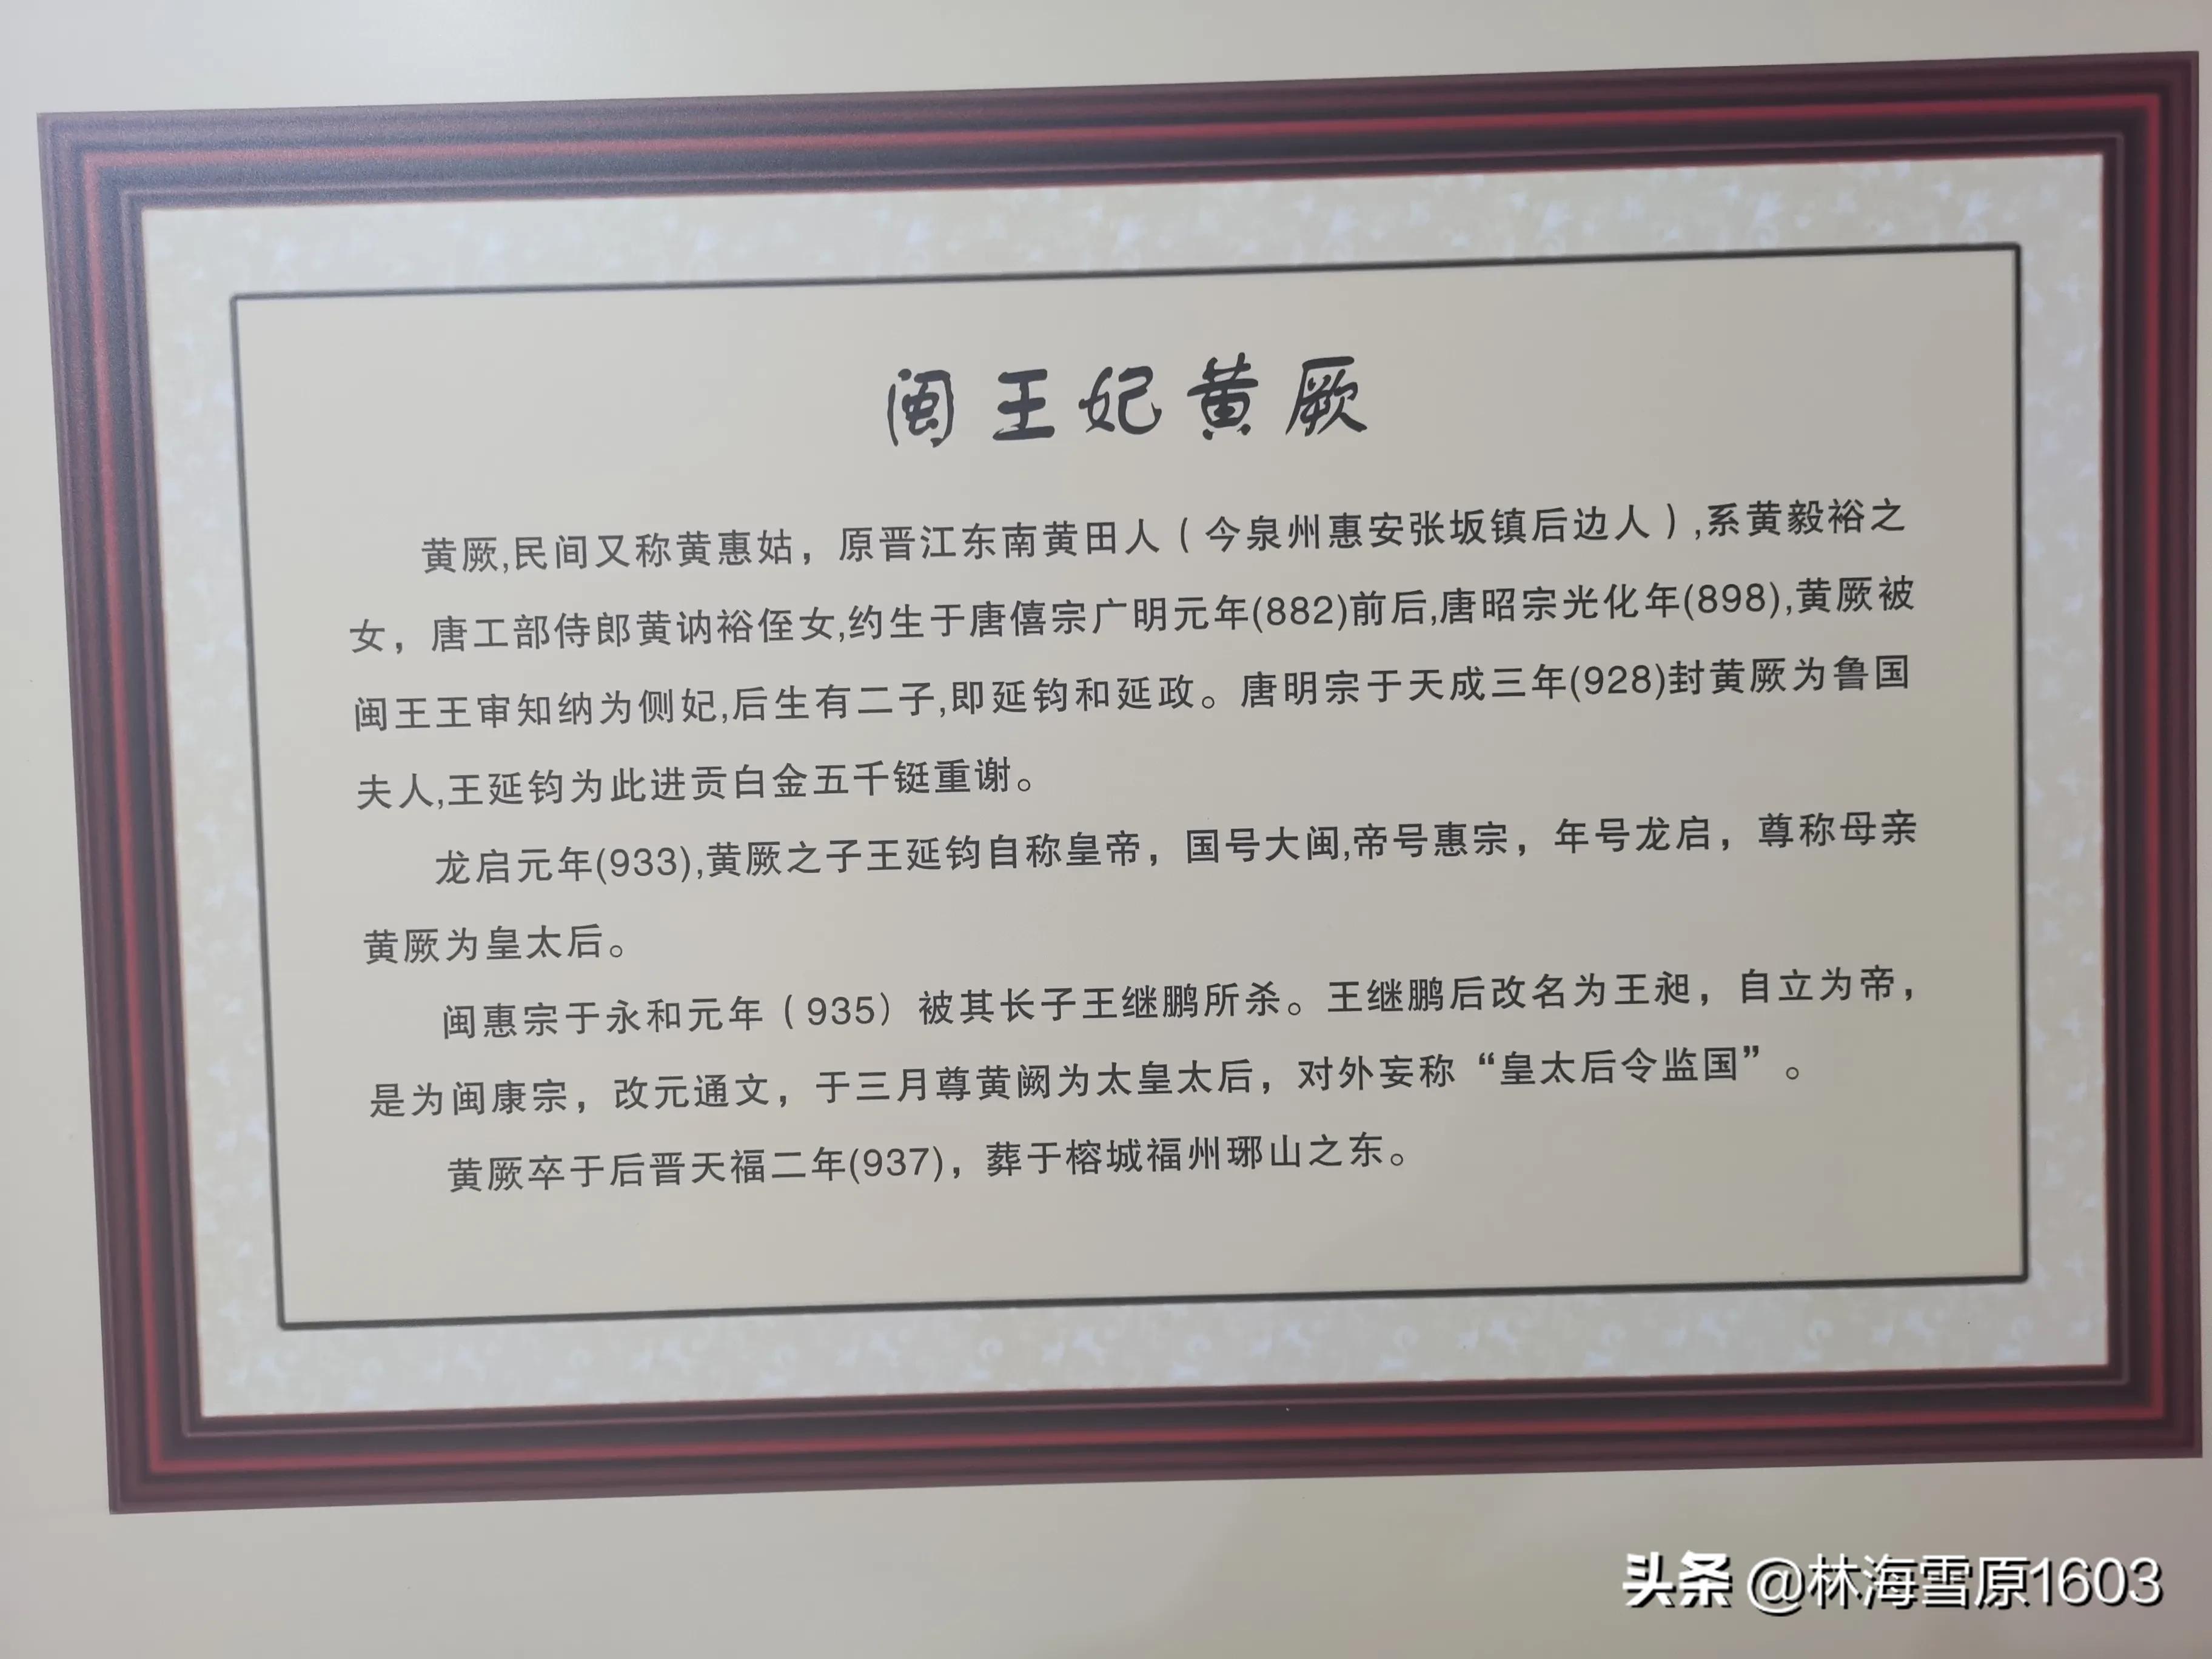 闽王妃黄厥
黄厥,民间又称黄惠姑，原晋江东南黄田人（今泉州惠安张坂镇后边人）,系黄毅裕之
女，唐工部侍郎黄讷裕侄女,约生于唐僖宗广明元年(882)前后,唐昭宗光化年(898),黄厥被
闽王王审知纳为侧妃,后生有二子,即延钧和延政。唐明宗于天成三年(928)封黄厥为鲁国
夫人,王延钧为此进贡白金五千铤重谢。
龙启元年(933),黄厥之子王延钧自称皇帝，国号大闽,帝号惠宗，年号龙启，尊称母亲
黄厥为皇太后。
闽惠宗于永和元年（935）被其长子王继鹏所杀。王继鹏后改名为王昶，自立为帝，
是为闽康宗，改元通文，于三月尊黄阙为太皇太后，对外妄称“皇太后令监国”。
黄厥卒于后晋天福二年(937)，葬于榕城福州琊山之东。
头条 @林海雪原1603